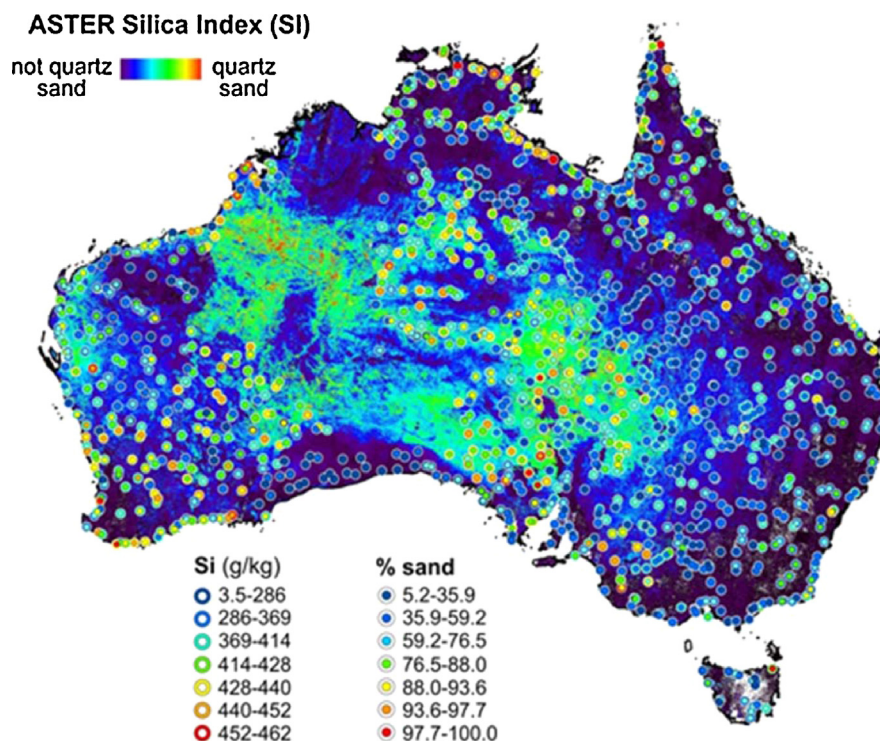 ASTER Silica Index (SI)
not quartz sand
quartz sand
Si (g/kg)
3.5-286
286-369
369-414
414-428
428-440
440-452
452-462
% sand
5.2-35.9
35.9-59.2
59.2-76.5
76.5-88.0
88.0-93.6
93.6-97.7
97.7-100.0